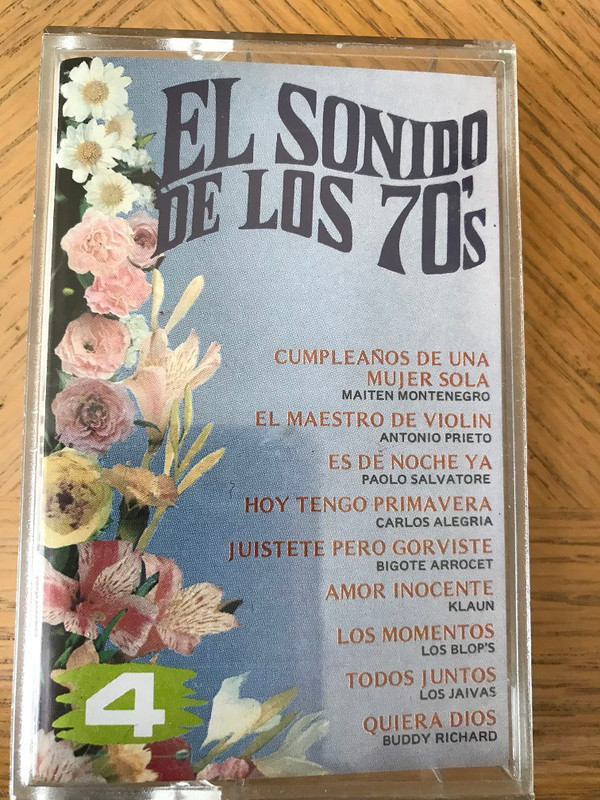 EL SONIDO
DE LOS 70's
CUMPLEAÑOS DE UNA
MUJER SOLA
MAITEN MONTENEGRO
EL MAESTRO DE VIOLIN
ANTONIO PRIETO
ES DE NOCHE YA
PAOLO SALVATORE
HOY TENGO PRIMAVERA
CARLOS ALEGRIA
JUISTETE PERO GORVISTE
BIGOTE ARROCET
AMOR INOCENTE
KLAUN
LOS MOMENTOS
LOS BLOP'S
TODOS JUNTOS
LOS JAIVAS
QUIERA DIOS
BUDDY RICHARD
4